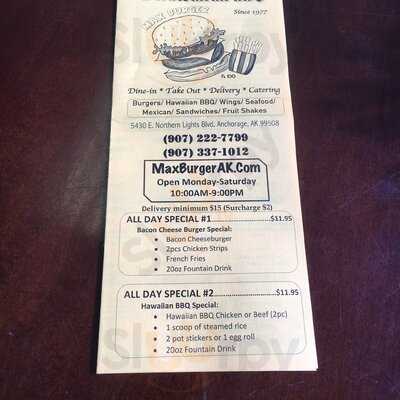 Since 1977
MAX BURGER
& BBQ
Dine-in * Take Out * Delivery * Catering
Burgers/ Hawaiian BBQ/ Wings/ Seafood/
Mexican/ Sandwiches/ Fruit Shakes
5430 E. Northern Lights Blvd, Anchorage, AK 99508
(907) 222-7799
(907) 337-1012
MaxBurgerAK.Com
Open Monday-Saturday
10:00AM-9:00PM
Delivery minimum $15 (Surcharge $2)
ALL DAY SPECIAL #1..................$11.95
Bacon Cheese Burger Special:
• Bacon Cheeseburger
• 2pcs Chicken Strips
• French Fries
• 20oz Fountain Drink
ALL DAY SPECIAL #2......................$11.95
Hawaiian BBQ Special:
• Hawaiian BBQ Chicken or Beef (2pc)
• 1 scoop of steamed rice
• 2 pot stickers or 1 egg roll
• 20oz Fountain Drink